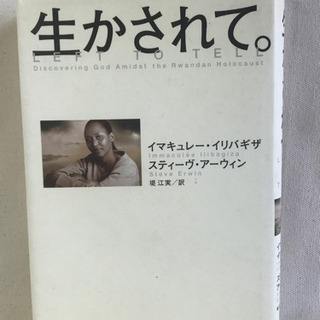 生かされて。
LEFT TO TELL
Discovering God Amidst the Rwandan Holocaust
イマキュレー・イリバギザ
Immaculée Ilibagiza
スティーヴ・アーウィン
Steve Erwin
堤江実/訳